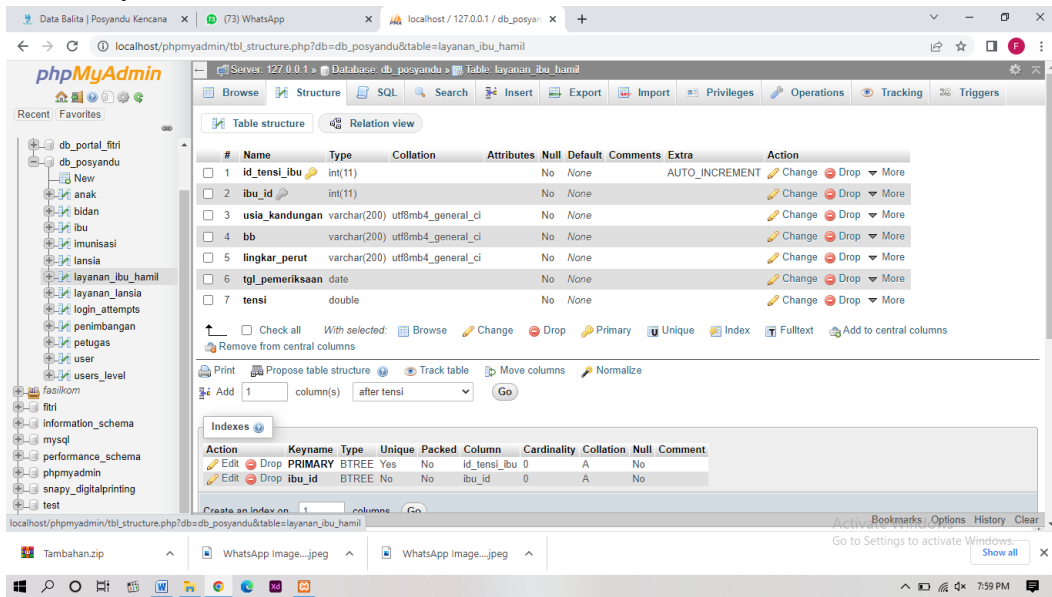 Data Balita | Posyandu Kencana
(73) WhatsApp
localhost / 127.0.0.1 / db_posyan
localhost/phpmyadmin/tbl_structure.php?db=db_posyandu&table=layanan_ibu_hamil
F
phpMyAdmin
Recent Favorites
db_portal_fitri
db_posyandu
New
anak
bidan
ibu
imunisasi
lansia
layanan_ibu_hamil
layanan_lansia
login_attempts
penimbangan
petugas
user
users_level
fasilkom
fitri
information_schema
mysql
performance_schema
phpmyadmin
snapy_digitalprinting
test
Server: 127.0.0.1 » Database: db_posyandu » Table: layanan_ibu_hamil
Browse Structure SQL Search Insert Export Import Privileges Operations Tracking Triggers
Table structure Relation view
# Name Type Collation Attributes Null Default Comments Extra Action
1 id_tensi_ibu int(11) No None AUTO_INCREMENT Change Drop More
2 ibu_id int(11) No None Change Drop More
3 usia_kandungan varchar(200) utf8mb4_general_ci No None Change Drop More
4 bb varchar(200) utf8mb4_general_ci No None Change Drop More
5 lingkar_perut varchar(200) utf8mb4_general_ci No None Change Drop More
6 tgl_pemeriksaan date No None Change Drop More
7 tensi double No None Change Drop More
Check all With selected: Browse Change Drop Primary Unique Index Fulltext Add to central columns
Remove from central columns
Print Propose table structure Track table Move columns Normalize
Add 1 column(s) after tensi Go
Indexes
Action Keyname Type Unique Packed Column Cardinality Collation Null Comment
Edit Drop PRIMARY BTREE Yes No id_tensi_ibu 0 A No
Edit Drop ibu_id BTREE No No ibu_id 0 A No
Create an index on 1 columns Go
localhost/phpmyadmin/tbl_structure.php?db=db_posyandu&table=layanan_ibu_hamil
Bookmarks Options History Clear
Activate Windows
Go to Settings to activate Windows.
Tambahan.zip
WhatsApp Image....jpeg
WhatsApp Image....jpeg
Show all
7:59 PM